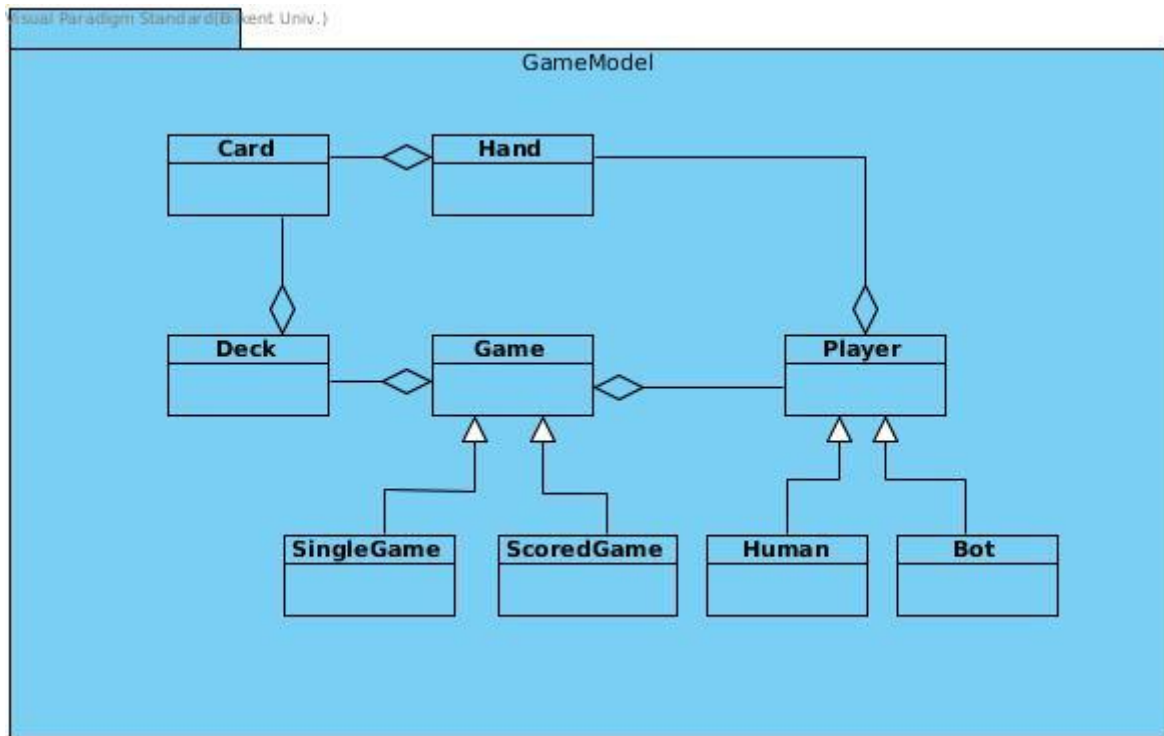 Visual Paradigm Standard(Bilkent Univ.)
GameModel
Card
Hand
Deck
Game
Player
SingleGame
ScoredGame
Human
Bot